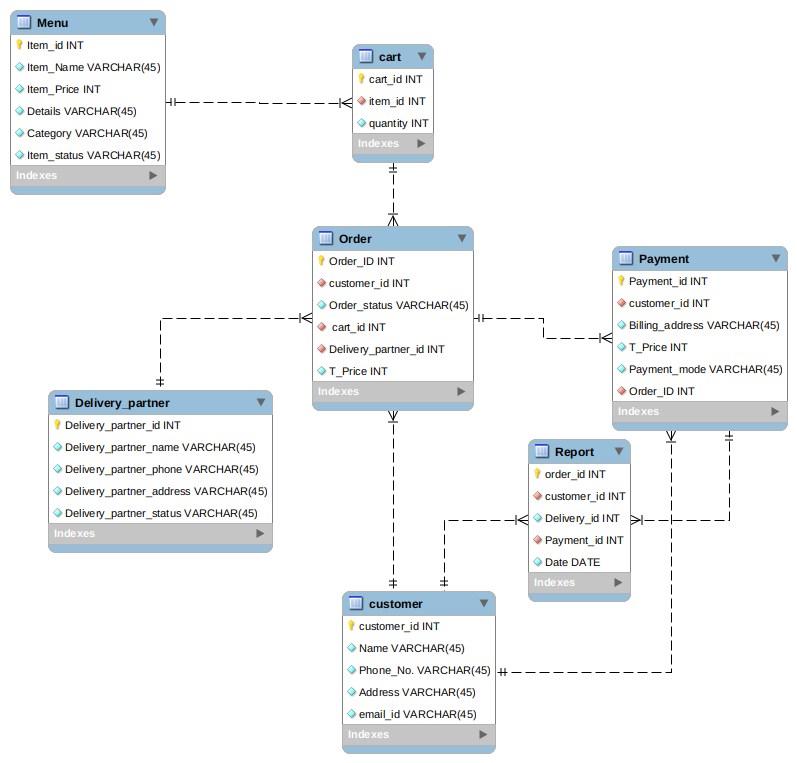 Menu
Item_id INT
Item_Name VARCHAR(45)
Item_Price INT
Details VARCHAR(45)
Category VARCHAR(45)
Item_status VARCHAR(45)
Indexes
cart
cart_id INT
item_id INT
quantity INT
Indexes
Order
Order_ID INT
customer_id INT
Order_status VARCHAR(45)
cart_id INT
Delivery_partner_id INT
T_Price INT
Indexes
Payment
Payment_id INT
customer_id INT
Billing_address VARCHAR(45)
T_Price INT
Payment_mode VARCHAR(45)
Order_ID INT
Indexes
Delivery_partner
Delivery_partner_id INT
Delivery_partner_name VARCHAR(45)
Delivery_partner_phone VARCHAR(45)
Delivery_partner_address VARCHAR(45)
Delivery_partner_status VARCHAR(45)
Indexes
Report
order_id INT
customer_id INT
Delivery_id INT
Payment_id INT
Date DATE
Indexes
customer
customer_id INT
Name VARCHAR(45)
Phone_No. VARCHAR(45)
Address VARCHAR(45)
email_id VARCHAR(45)
Indexes